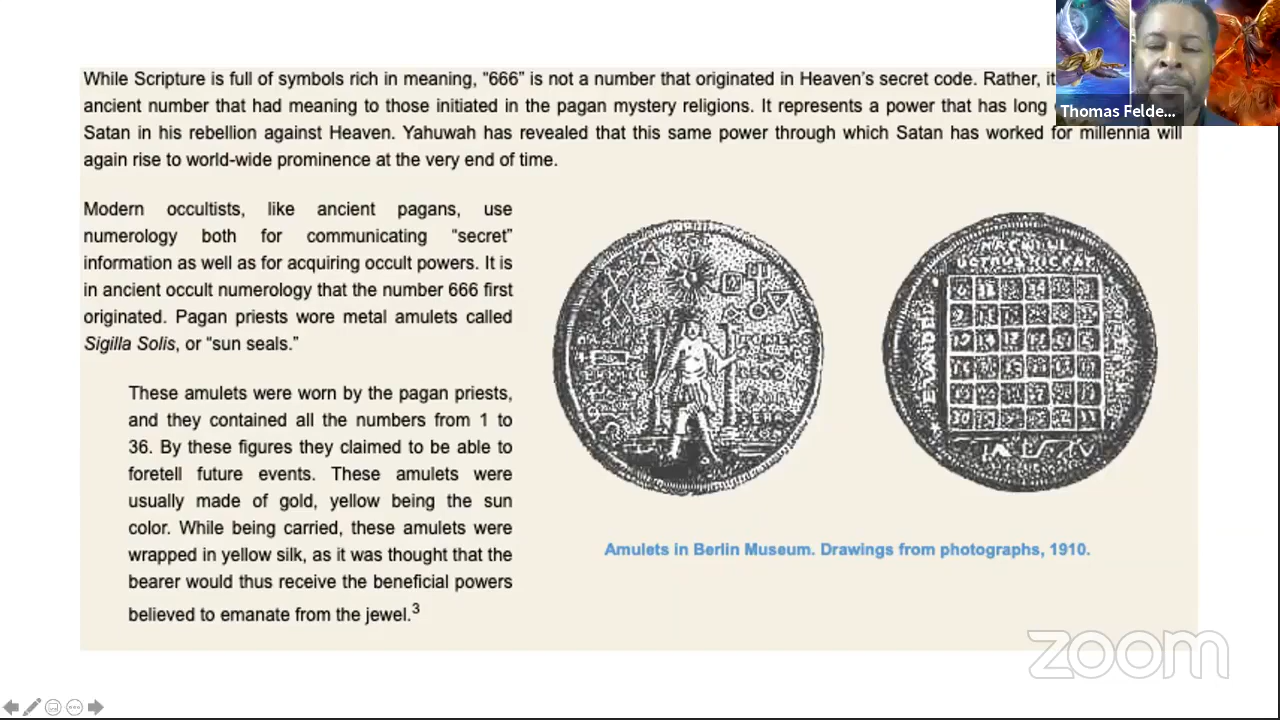 While Scripture is full of symbols rich in meaning, “666” is not a number that originated in Heaven’s secret code. Rather, it
Thomas Felde...
ancient number that had meaning to those initiated in the pagan mystery religions. It represents a power that has long
Satan in his rebellion against Heaven. Yahuwah has revealed that this same power through which Satan has worked for millennia will
again rise to world-wide prominence at the very end of time.
Modern occultists, like ancient pagans, use
numerology both for communicating “secret”
information as well as for acquiring occult powers. It is
in ancient occult numerology that the number 666 first
originated. Pagan priests wore metal amulets called
Sigilla Solis, or “sun seals.”
These amulets were worn by the pagan priests,
and they contained all the numbers from 1 to
36. By these figures they claimed to be able to
foretell future events. These amulets were
usually made of gold, yellow being the sun
color. While being carried, these amulets were
wrapped in yellow silk, as it was thought that the
bearer would thus receive the beneficial powers
believed to emanate from the jewel.3
Amulets in Berlin Museum. Drawings from photographs, 1910.
zoom